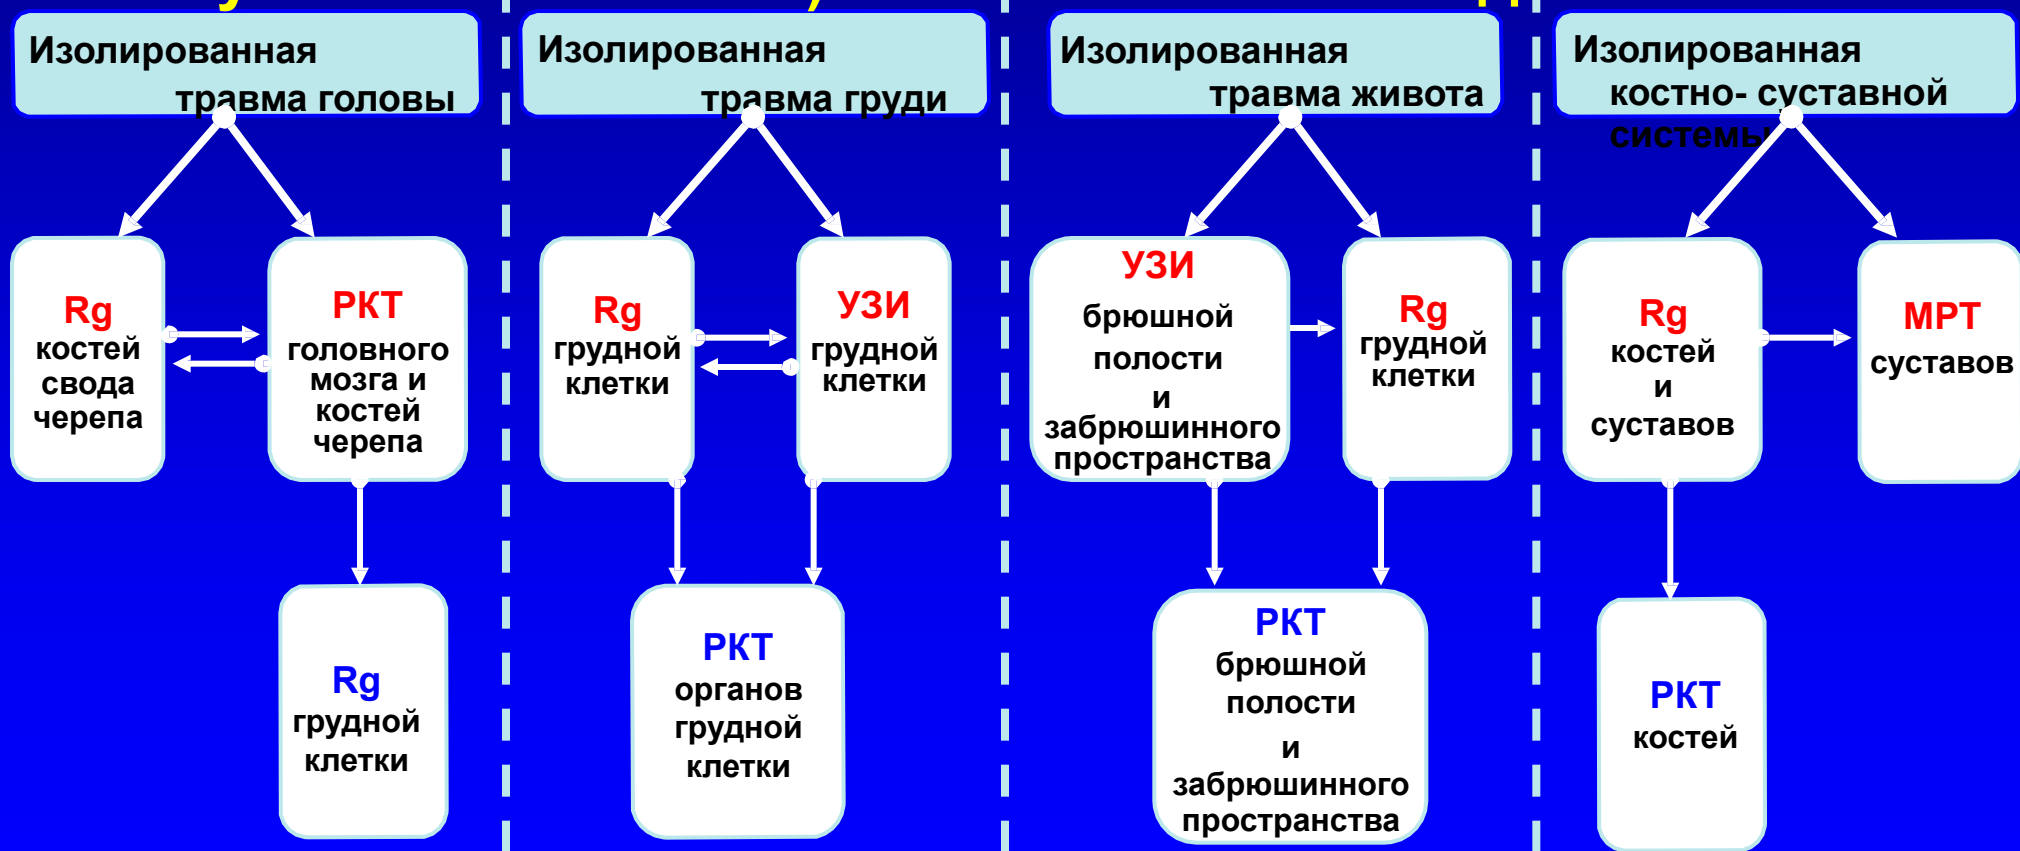 Изолированная
травма головы
Rg
костей
свода
черепа
РКТ
головного
мозга и
костей
черепа
Rg
грудной
клетки
Изолированная
травма груди
Rg
грудной
клетки
УЗИ
грудной
клетки
РКТ
органов
грудной
клетки
Изолированная
травма живота
УЗИ
брюшной
полости
и
забрюшинного
пространства
Rg
грудной
клетки
РКТ
брюшной
полости
и
забрюшинного
пространства
Изолированная
костно- суставной
системы
Rg
костей
и
суставов
МРТ
суставов
РКТ
костей